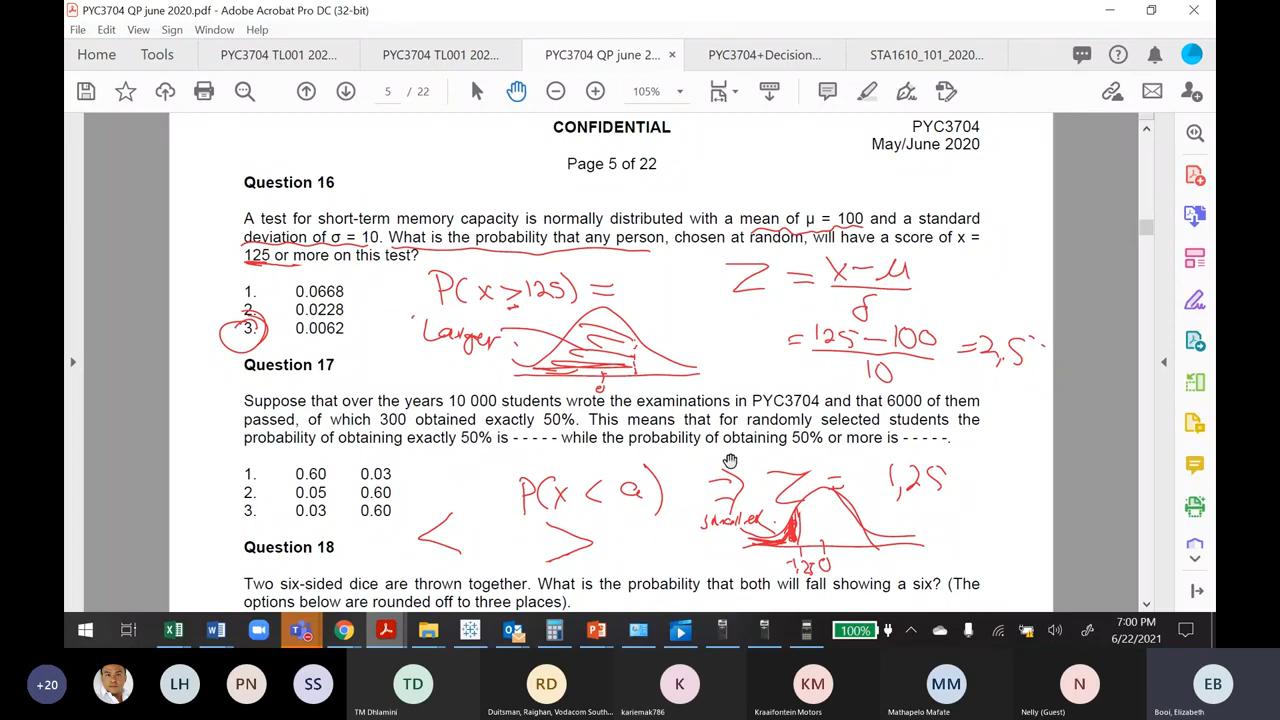 PYC3704 QP june 2020.pdf - Adobe Acrobat Pro DC (32-bit)
File Edit View Sign Window Help
Home Tools PYC3704 TL001 202... PYC3704 TL001 202... PYC3704 QP june 2... × PYC3704+Decision... STA1610_101_2020...
5 / 22 105%
CONFIDENTIAL PYC3704
May/June 2020
Page 5 of 22
Question 16
A test for short-term memory capacity is normally distributed with a mean of μ = 100 and a standard
deviation of σ = 10. What is the probability that any person, chosen at random, will have a score of x =
125 or more on this test?
P(x >125) =
Z = x-μ
δ
1. 0.0668
2. 0.0228
3. 0.0062
Larger
= 125-100 = 2,5
10
0
Question 17
Suppose that over the years 10 000 students wrote the examinations in PYC3704 and that 6000 of them
passed, of which 300 obtained exactly 50%. This means that for randomly selected students the
probability of obtaining exactly 50% is - - - - - while the probability of obtaining 50% or more is - - - - -.
1. 0.60 0.03
2. 0.05 0.60
3. 0.03 0.60
P(x < a) ⇒ Z = 1,25
smaller
< >
-1,25 0
Question 18
Two six-sided dice are thrown together. What is the probability that both will fall showing a six? (The
options below are rounded off to three places).
100% 7:00 PM
6/22/2021
+20 LH PN SS TD RD K KM MM N EB
TM Dhlamini Duitsman, Raighan, Vodacom South... kariemak786 Kraaifontein Motors Mathapelo Mafate Nelly (Guest) Booi, Elizabeth